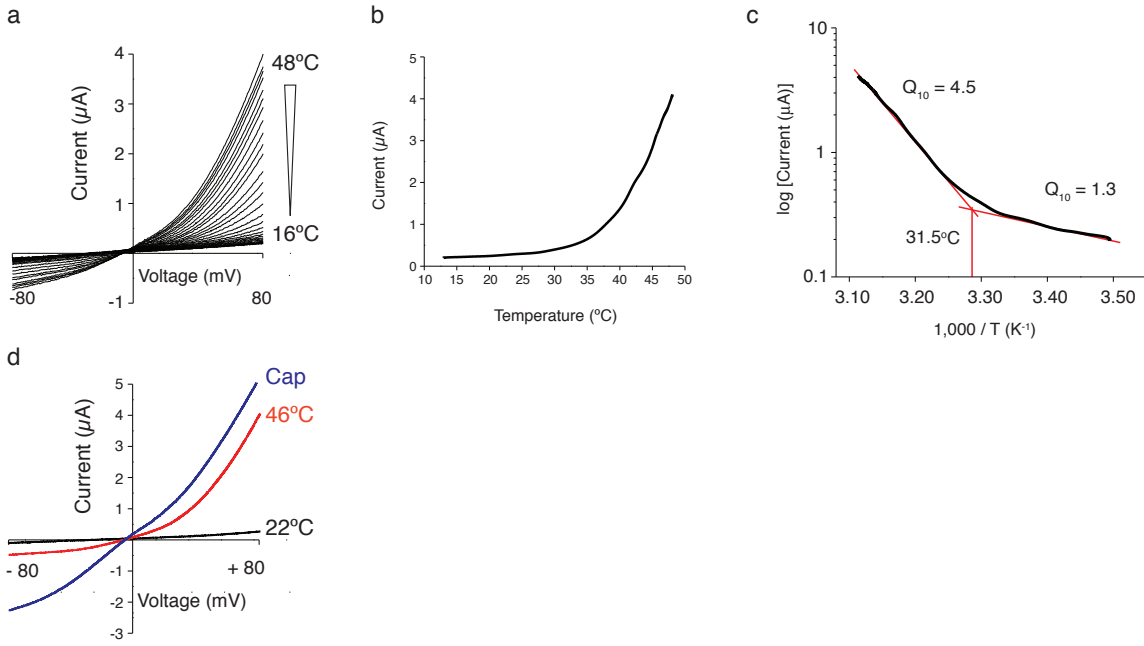 a
Current (µA)
4
3
2
1
-1
48ºC
16ºC
Voltage (mV)
-80
80
b
Current (µA)
5
4
3
2
1
0
10 15 20 25 30 35 40 45 50
Temperature (ºC)
c
log [Current (µA)]
10
1
0.1
Q10 = 4.5
Q10 = 1.3
31.5ºC
3.10 3.20 3.30 3.40 3.50
1,000 / T (K-1)
d
Current (µA)
5
4
3
2
1
-1
-2
-3
Cap
46ºC
22ºC
- 80
+ 80
Voltage (mV)